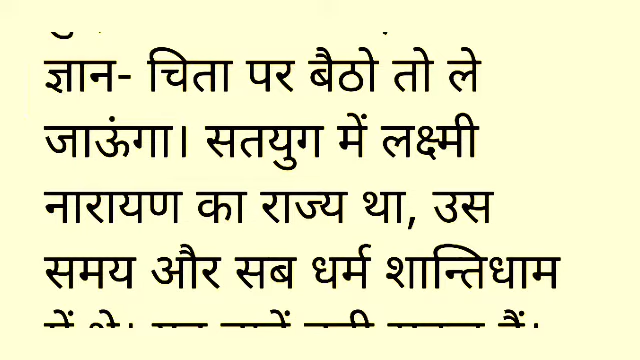 ज्ञान- चिता पर बैठो तो ले
जाऊंगा। सतयुग में लक्ष्मी
नारायण का राज्य था, उस
समय और सब धर्म शान्तिधाम